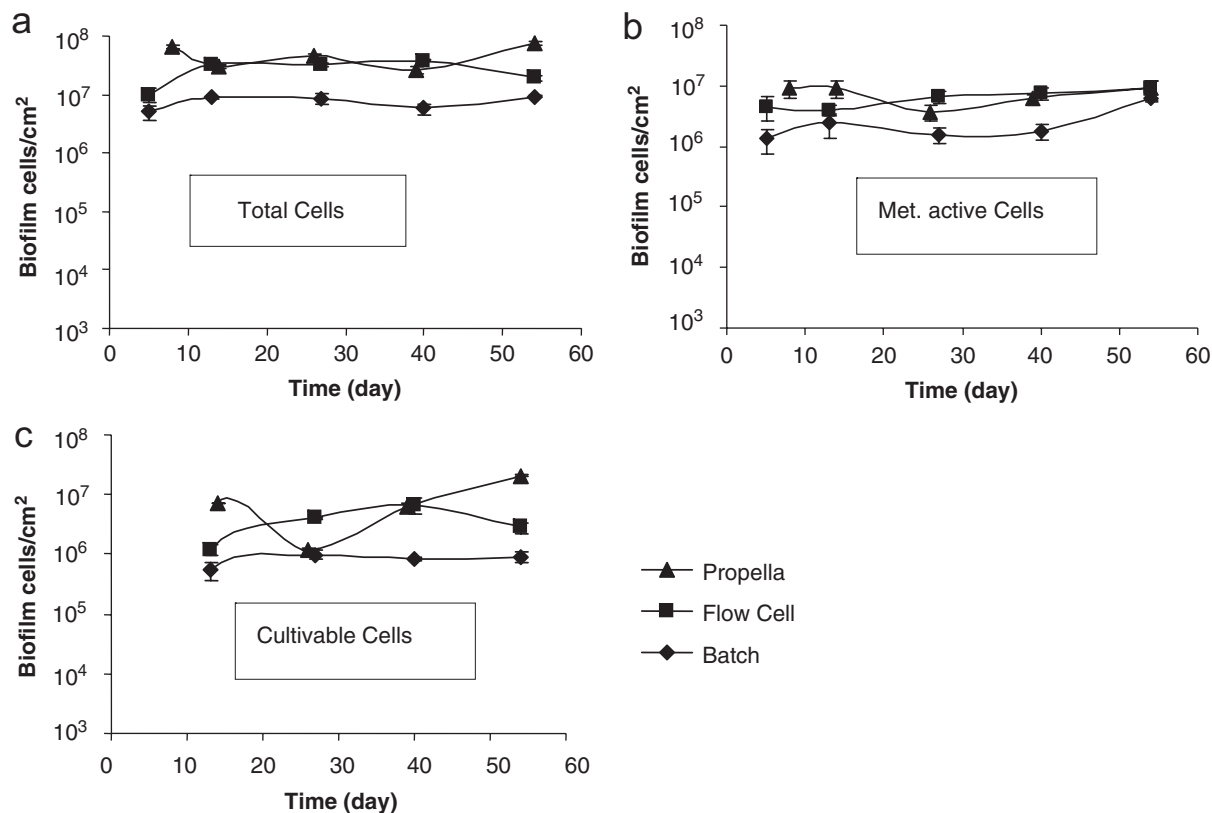 a
10⁸
10⁷
10⁶
10⁵
10⁴
10³
Biofilm cells/cm²
Total Cells
0 10 20 30 40 50 60
Time (day)
b
10⁸
10⁷
10⁶
10⁵
10⁴
10³
Biofilm cells/cm²
Met. active Cells
0 10 20 30 40 50 60
Time (day)
c
10⁸
10⁷
10⁶
10⁵
10⁴
10³
Biofilm cells/cm²
Cultivable Cells
0 10 20 30 40 50 60
Time (day)
Propella
Flow Cell
Batch